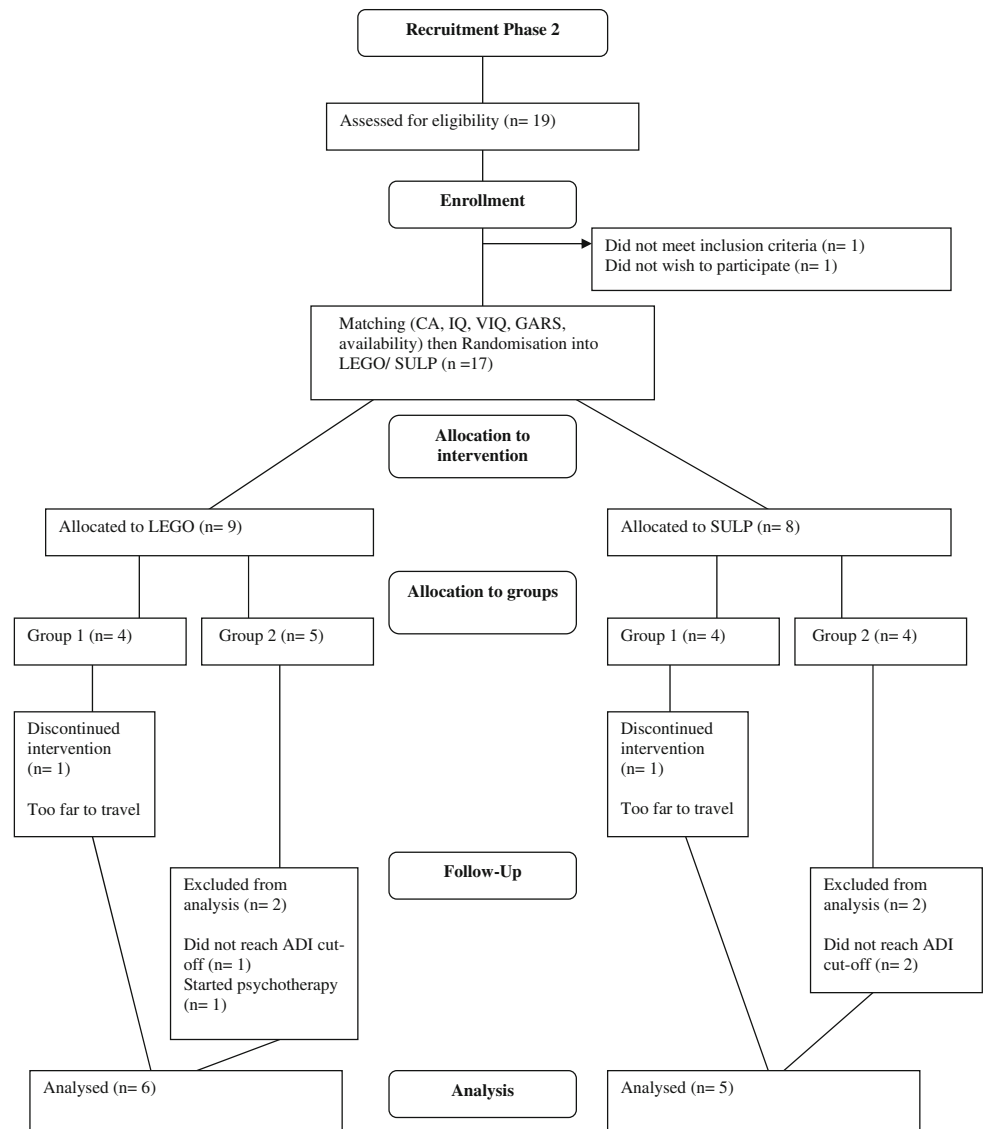 Recruitment Phase 2
Assessed for eligibility (n= 19)
Enrollment
Did not meet inclusion criteria (n= 1)
Did not wish to participate (n= 1)
Matching (CA, IQ, VIQ, GARS,
availability) then Randomisation into
LEGO/ SULP (n =17)
Allocation to
intervention
Allocated to LEGO (n= 9)
Allocated to SULP (n= 8)
Allocation to groups
Group 1 (n= 4)
Group 2 (n= 5)
Group 1 (n= 4)
Group 2 (n= 4)
Discontinued
intervention
(n= 1)
Too far to travel
Discontinued
intervention
(n= 1)
Too far to travel
Follow-Up
Excluded from
analysis (n= 2)
Did not reach ADI cut-
off (n= 1)
Started psychotherapy
(n= 1)
Excluded from
analysis (n= 2)
Did not reach ADI
cut-off (n= 2)
Analysed (n= 6)
Analysis
Analysed (n= 5)